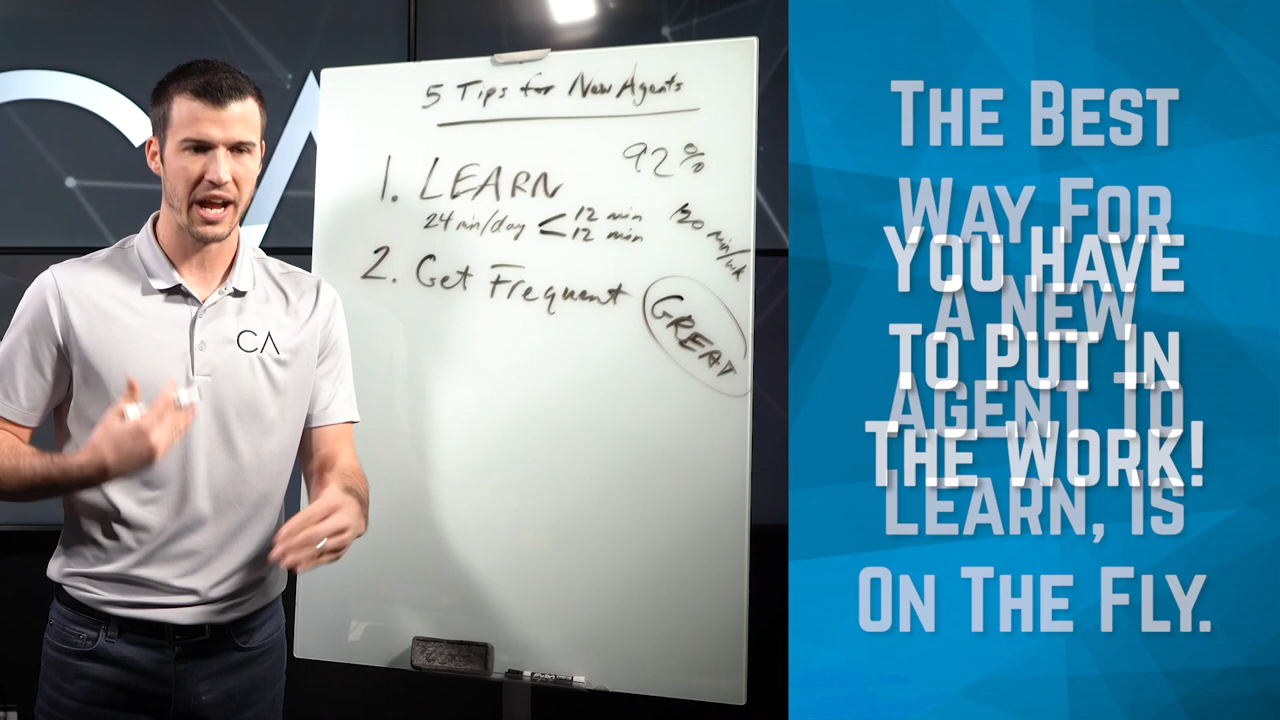 CA
CA
5 Tips for New Agents
92%
1. LEARN
24 min/day < 12 min
12 min
120 min/wk
2. Get Frequent
GREAT
THE BEST
WAY FOR
A NEW
AGENT TO
LEARN, IS
ON THE FLY.
YOU HAVE
TO PUT IN
THE WORK!